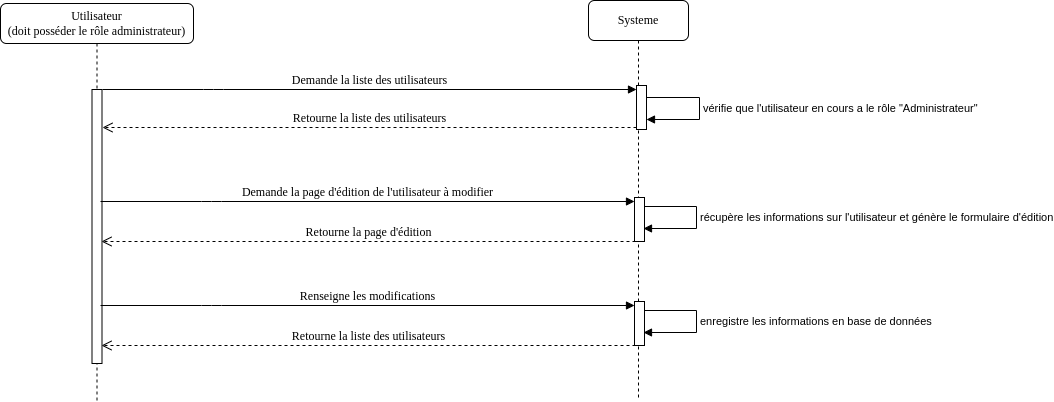 Utilisateur
(doit posséder le rôle administrateur)
Systeme
Demande la liste des utilisateurs
vérifie que l'utilisateur en cours a le rôle "Administrateur"
Retourne la liste des utilisateurs
Demande la page d'édition de l'utilisateur à modifier
récupère les informations sur l'utilisateur et génère le formulaire d'édition
Retourne la page d'édition
Renseigne les modifications
enregistre les informations en base de données
Retourne la liste des utilisateurs